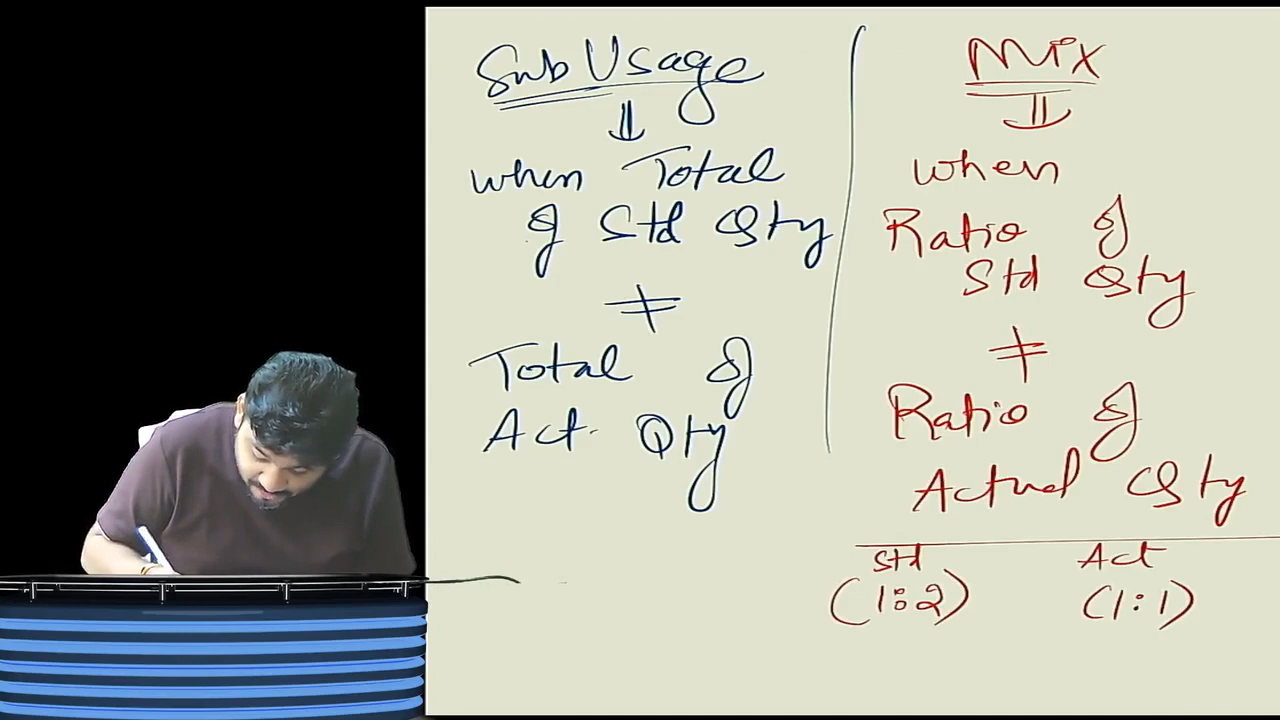 Sub Usage
⇓
when Total
of Std Qty
≠
Total of
Act. Qty
Mix
⇓
when
Ratio of
Std Qty
≠
Ratio of
Actual Qty
Std Act
(1:2) (1:1)